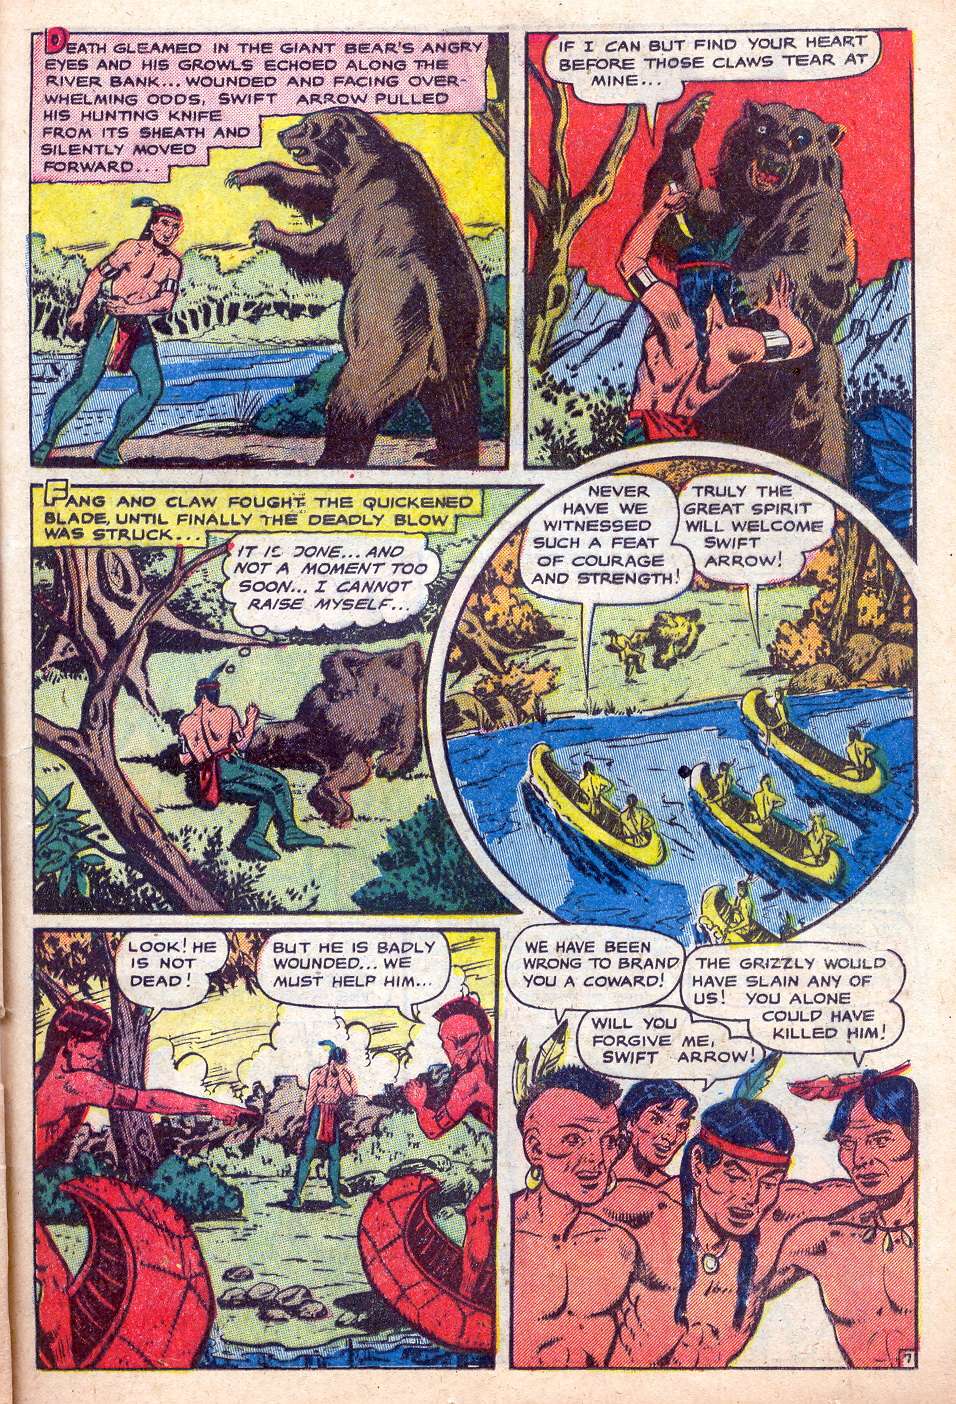 DEATH GLEAMED IN THE GIANT BEAR'S ANGRY
EYES AND HIS GROWLS ECHOED ALONG THE
RIVER BANK... WOUNDED AND FACING OVER-
WHELMING ODDS, SWIFT ARROW PULLED
HIS HUNTING KNIFE
FROM ITS SHEATH AND
SILENTLY MOVED
FORWARD...
IF I CAN BUT FIND YOUR HEART
BEFORE THOSE CLAWS TEAR AT
MINE...
FANG AND CLAW FOUGHT THE QUICKENED
BLADE, UNTIL FINALLY THE DEADLY BLOW
WAS STRUCK...
IT IS DONE... AND
NOT A MOMENT TOO
SOON... I CANNOT
RAISE MYSELF...
NEVER
HAVE WE
WITNESSED
SUCH A FEAT
OF COURAGE
AND STRENGTH!
TRULY THE
GREAT SPIRIT
WILL WELCOME
SWIFT
ARROW!
LOOK! HE
IS NOT
DEAD!
BUT HE IS BADLY
WOUNDED... WE
MUST HELP HIM...
WE HAVE BEEN
WRONG TO BRAND
YOU A COWARD!
WILL YOU
FORGIVE ME,
SWIFT ARROW!
THE GRIZZLY WOULD
HAVE SLAIN ANY OF
US! YOU ALONE
COULD HAVE
KILLED HIM!
7